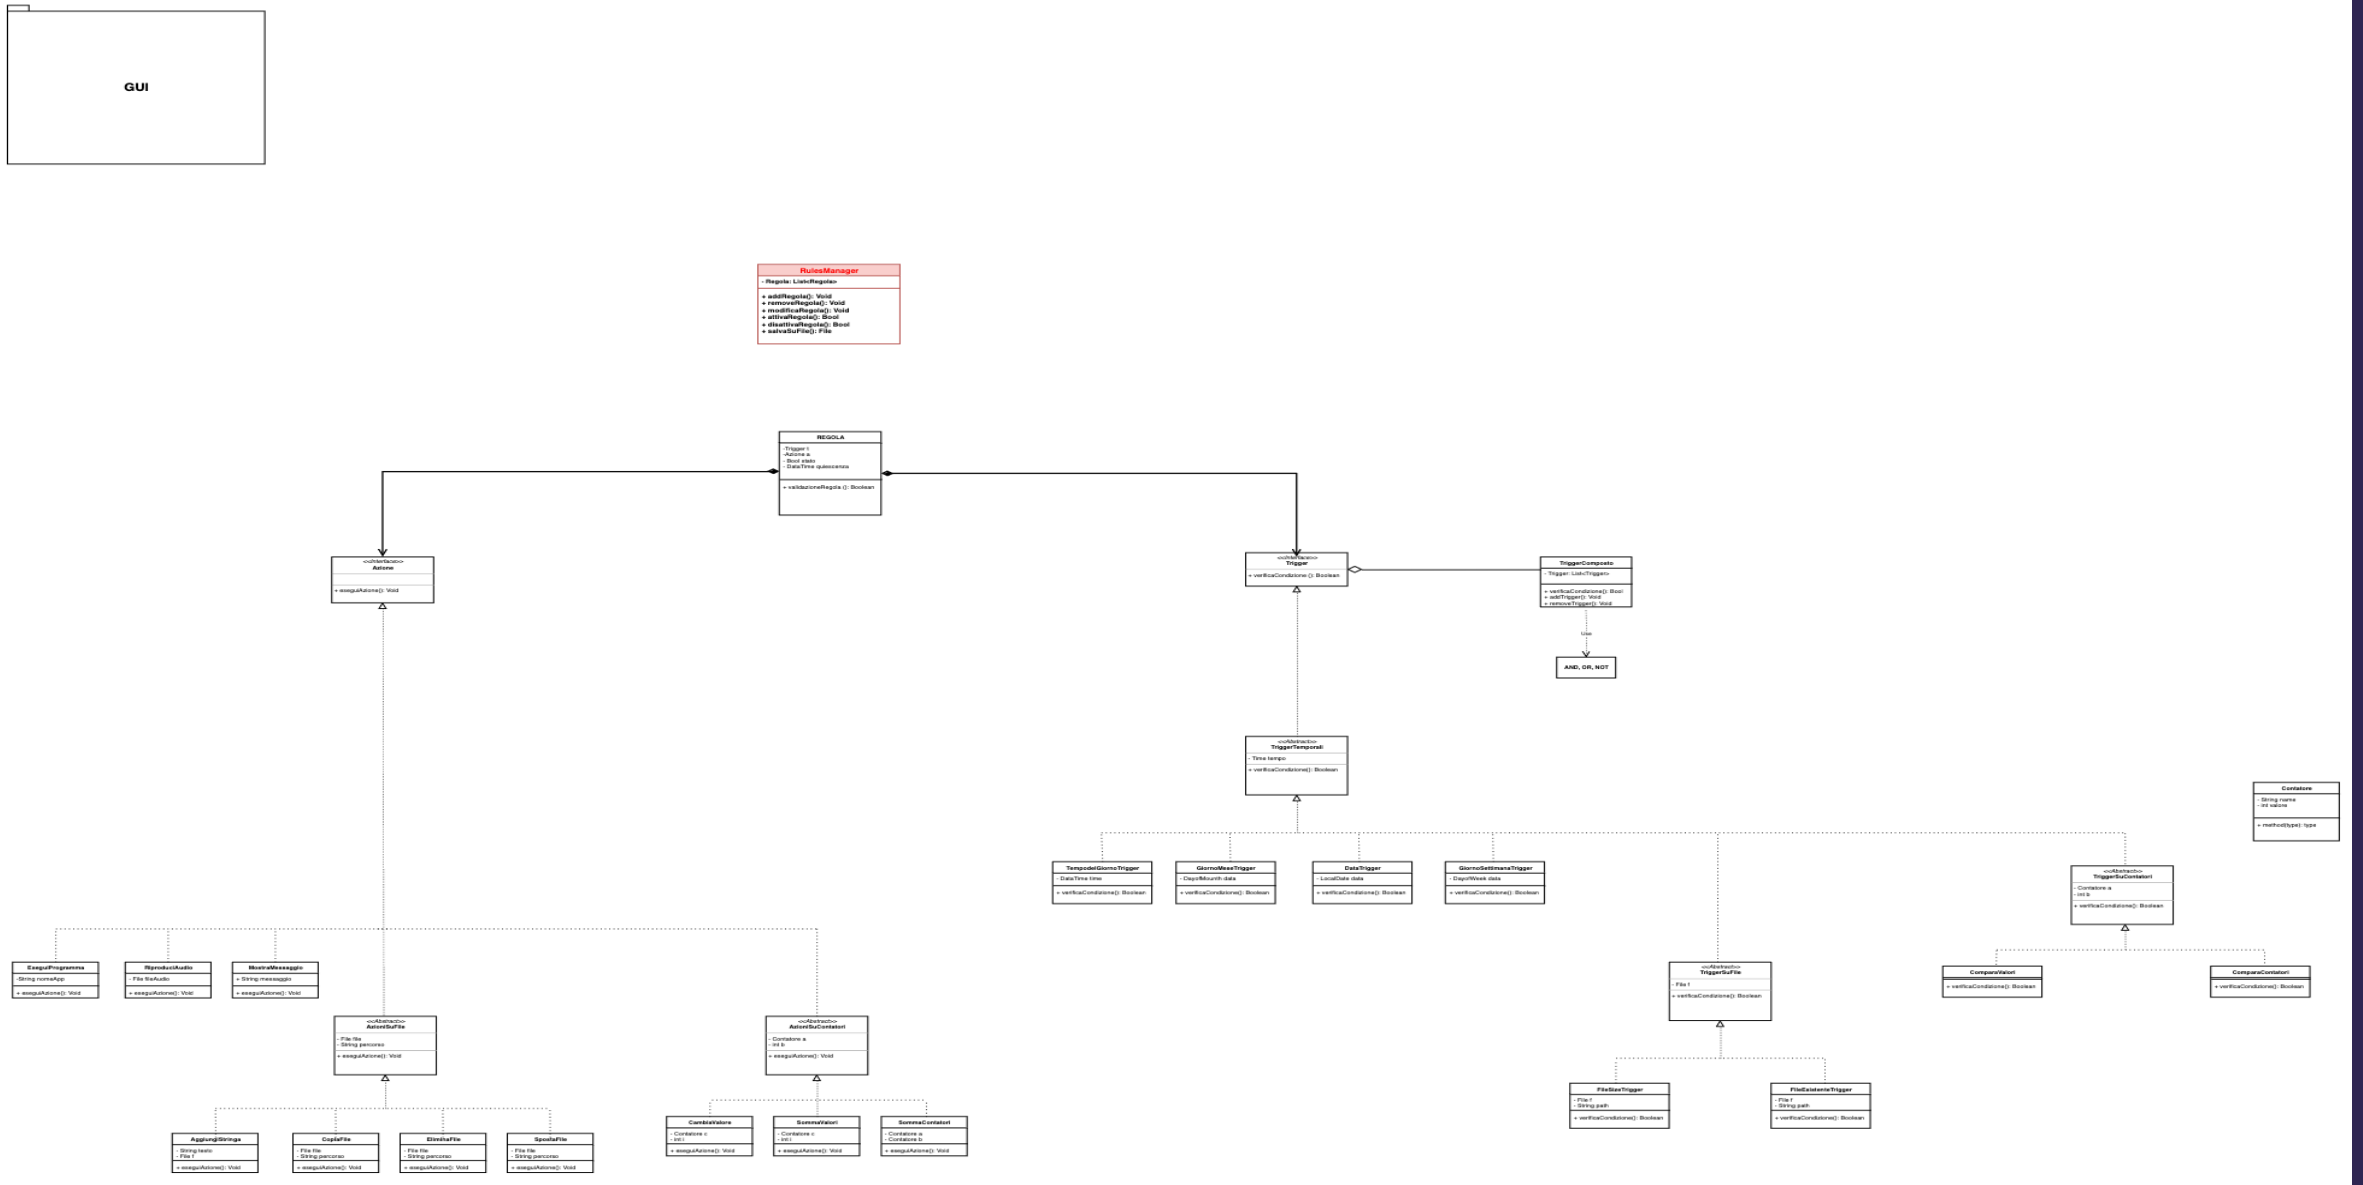 GUI
RulesManager
- Regola: List<Regola>
+ addRegola(): Void
+ removeRegola(): Void
+ modificaRegola(): Void
+ attivaRegola(): Bool
+ disattivaRegola(): Bool
+ salvaSuFile(): File
REGOLA
-Trigger t
-Azione a
- Bool stato
- DataTime quiescenza
+ validazioneRegola (): Boolean
<<Interface>>
Azione
+ eseguiAzione(): Void
<<Interface>>
Trigger
+ verificaCondizione (): Boolean
TriggerComposto
- Trigger: List<Trigger>
+ verificaCondizione(): Bool
+ addTrigger(): Void
+ removeTrigger(): Void
Use
AND, OR, NOT
<<Abstract>>
TriggerTemporali
- Time tempo
+ verificaCondizione(): Boolean
Contatore
- String name
- int valore
+ method(type): type
TempodelGiornoTrigger
- DataTime time
+ verificaCondizione(): Boolean
GiornoMeseTrigger
- DayofMounth data
+ verificaCondizione(): Boolean
DataTrigger
- LocalDate data
+ verificaCondizione(): Boolean
GiornoSettimanaTrigger
- DayofWeek data
+ verificaCondizione(): Boolean
<<Abstract>>
TriggerSuContatori
- Contatore a
- int b
+ verificaCondizione(): Boolean
EseguiProgramma
-String nomeApp
+ eseguiAzione(): Void
RiproduciAudio
- File fileAudio
+ eseguiAzione(): Void
MostraMessaggio
+ String messaggio
+ eseguiAzione(): Void
<<Abstract>>
TriggerSuFile
- File f
+ verificaCondizione(): Boolean
ComparaValori
+ verificaCondizione(): Boolean
ComparaContatori
+ verificaCondizione(): Boolean
<<Abstract>>
AzioniSuFile
- File file
- String percorso
+ eseguiAzione(): Void
<<Abstract>>
AzioniSuContatori
- Contatore a
- int b
+ eseguiAzione(): Void
FileSizeTrigger
- File f
- String path
+ verificaCondizione(): Boolean
FileEsistenteTrigger
- File f
- String path
+ verificaCondizione(): Boolean
CambiaValore
- Contatore c
- int i
+ eseguiAzione(): Void
SommaValori
- Contatore c
- int i
+ eseguiAzione(): Void
SommaContatori
- Contatore a
- Contatore b
+ eseguiAzione(): Void
AggiungiStringa
- String testo
- File f
+ eseguiAzione(): Void
CopiaFile
- File file
- String percorso
+ eseguiAzione(): Void
EliminaFile
- File file
- String percorso
+ eseguiAzione(): Void
SpostaFile
- File file
- String percorso
+ eseguiAzione(): Void